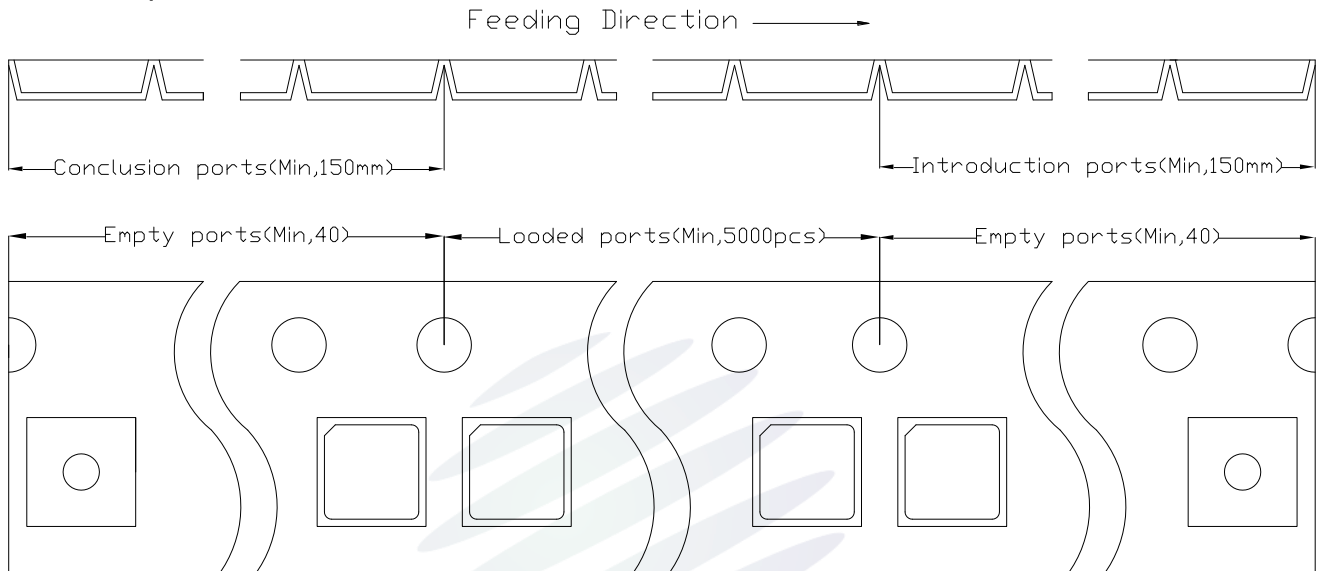 Feeding Direction
Conclusion ports(Min,150mm)
Introduction ports(Min,150mm)
Empty ports(Min,40)
Looded ports(Min,5000pcs)
Empty ports(Min,40)